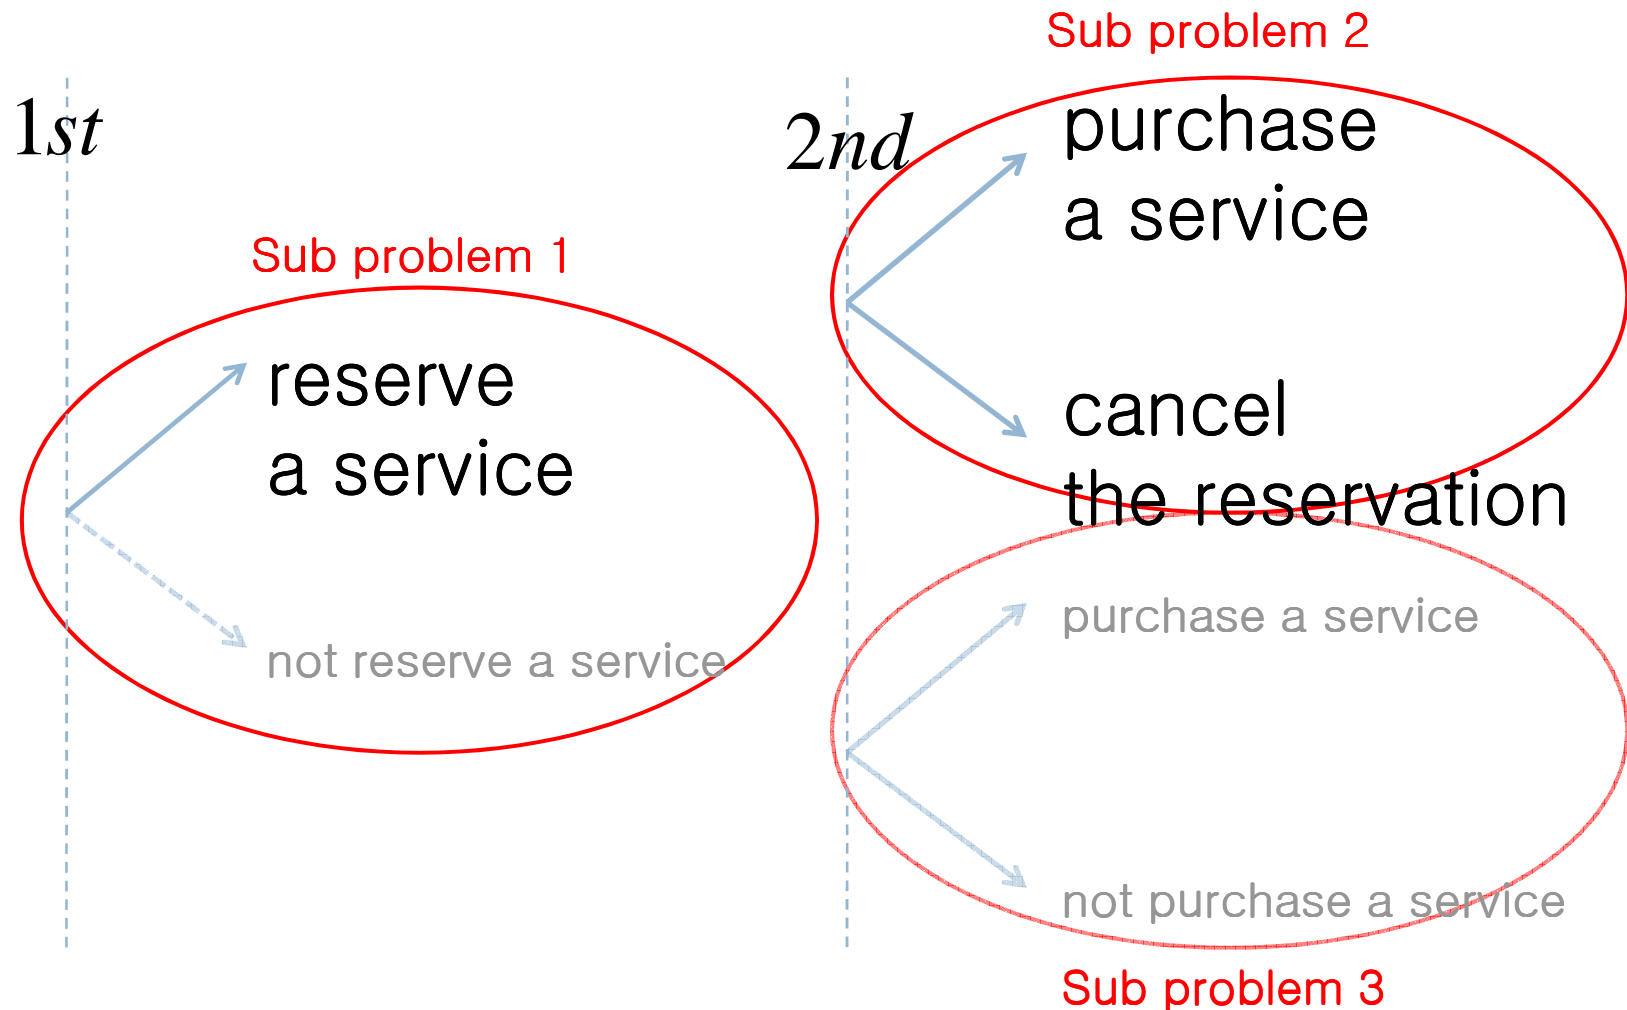 1st
Sub problem 1
reserve
a service
not reserve a service
2nd
Sub problem 2
purchase
a service
cancel
the reservation
purchase a service
not purchase a service
Sub problem 3